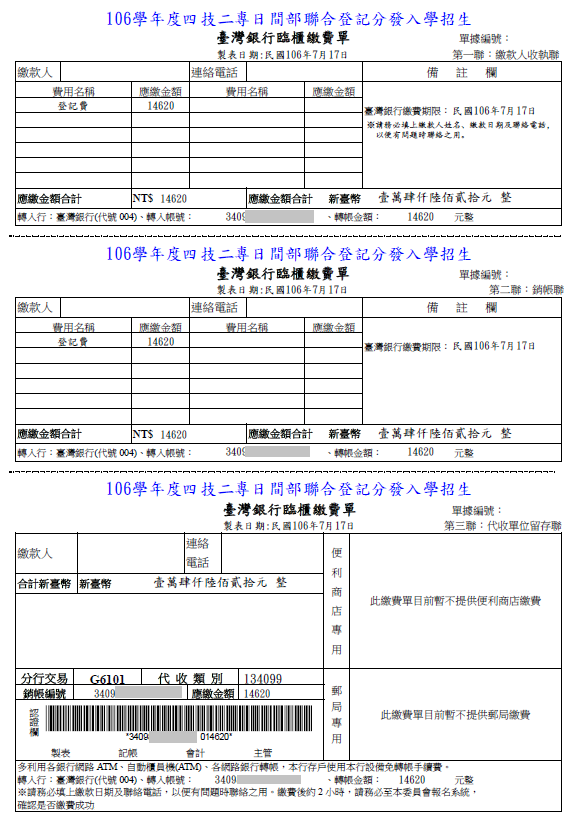 106學年度四技二專日間部聯合登記分發入學招生
臺灣銀行臨櫃繳費單 單據編號：
製表日期:民國106年7月17日 第一聯：繳款人收執聯
繳款人 連絡電話 備 註 欄
費用名稱 應繳金額 費用名稱 應繳金額
登記費 14620
臺灣銀行繳費期限：民國106年7月17日
※請務必填上繳款人姓名、繳款日期及聯絡電話，
以便有問題時聯絡之用。
應繳金額合計 NT$ 14620 應繳金額合計 新臺幣 壹萬肆仟陸佰貳拾元 整
轉入行：臺灣銀行(代號 004)、轉入帳號： 3409 、轉帳金額： 14620 元整
106學年度四技二專日間部聯合登記分發入學招生
臺灣銀行臨櫃繳費單 單據編號：
製表日期:民國106年7月17日 第二聯：銷帳聯
繳款人 連絡電話 備 註 欄
費用名稱 應繳金額 費用名稱 應繳金額
登記費 14620
臺灣銀行繳費期限：民國106年7月17日
應繳金額合計 NT$ 14620 應繳金額合計 新臺幣 壹萬肆仟陸佰貳拾元 整
轉入行：臺灣銀行(代號 004)、轉入帳號： 3409 、轉帳金額： 14620 元整
106學年度四技二專日間部聯合登記分發入學招生
臺灣銀行臨櫃繳費單 單據編號：
製表日期:民國106年7月17日 第三聯：代收單位留存聯
繳款人 連絡電話
合計新臺幣 新臺幣 壹萬肆仟陸佰貳拾元 整
便利商店專用 此繳費單目前暫不提供便利商店繳費
分行交易 G6101 代 收 類 別 134099
銷帳編號 3409 應繳金額 14620
認證欄
*3409 014620*
製表 記帳 會計 主管
郵局專用 此繳費單目前暫不提供郵局繳費
多利用各銀行網路 ATM、自動櫃員機(ATM)、各網路銀行轉帳，本行存戶使用本行設備免轉帳手續費。
轉入行：臺灣銀行(代號 004)、轉入帳號： 3409 、轉帳金額： 14620 元整
※請務必填上繳款日期及聯絡電話，以便有問題時聯絡之用。繳費後約 2 小時，請務必至本委員會報名系統，
確認是否繳費成功